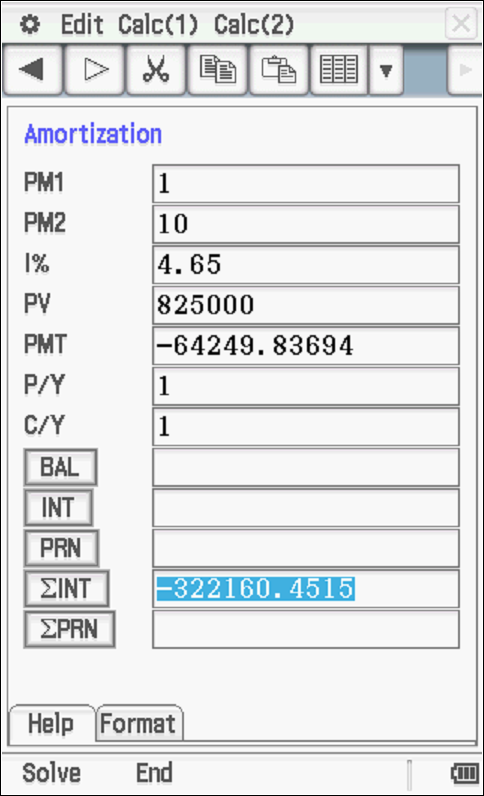 Edit Calc(1) Calc(2)
Amortization
PM1 1
PM2 10
I% 4.65
PV 825000
PMT -64249.83694
P/Y 1
C/Y 1
BAL
INT
PRN
ΣINT -322160.4515
ΣPRN
Help Format
Solve End